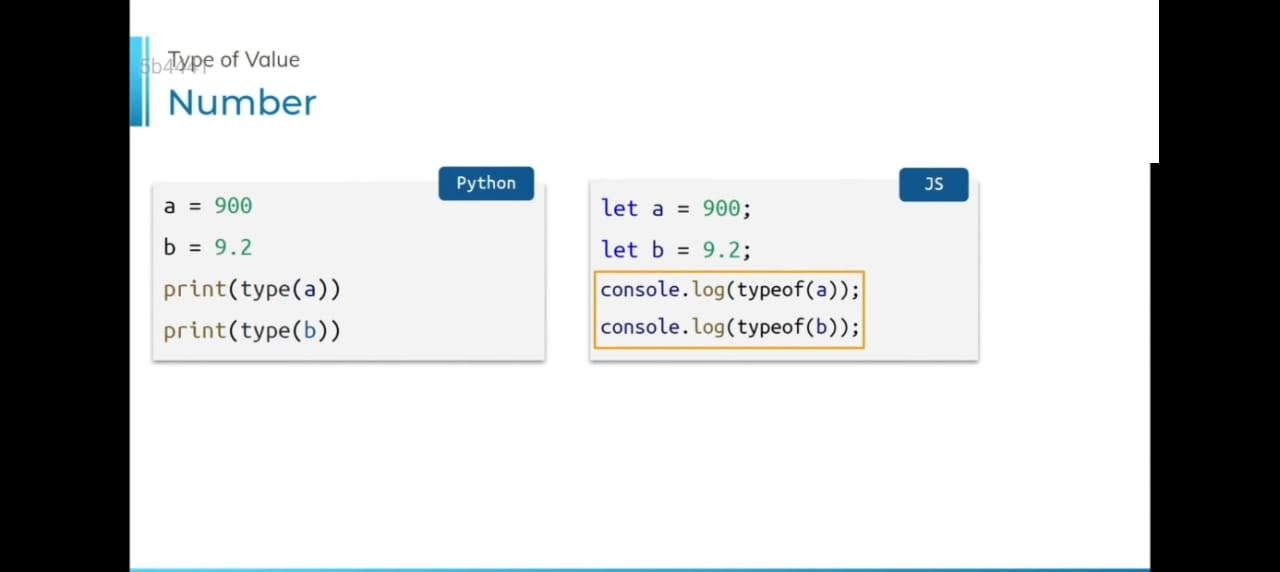 Type of Value
5b4441
Number
Python
a = 900
b = 9.2
print(type(a))
print(type(b))
JS
let a = 900;
let b = 9.2;
console.log(typeof(a));
console.log(typeof(b));